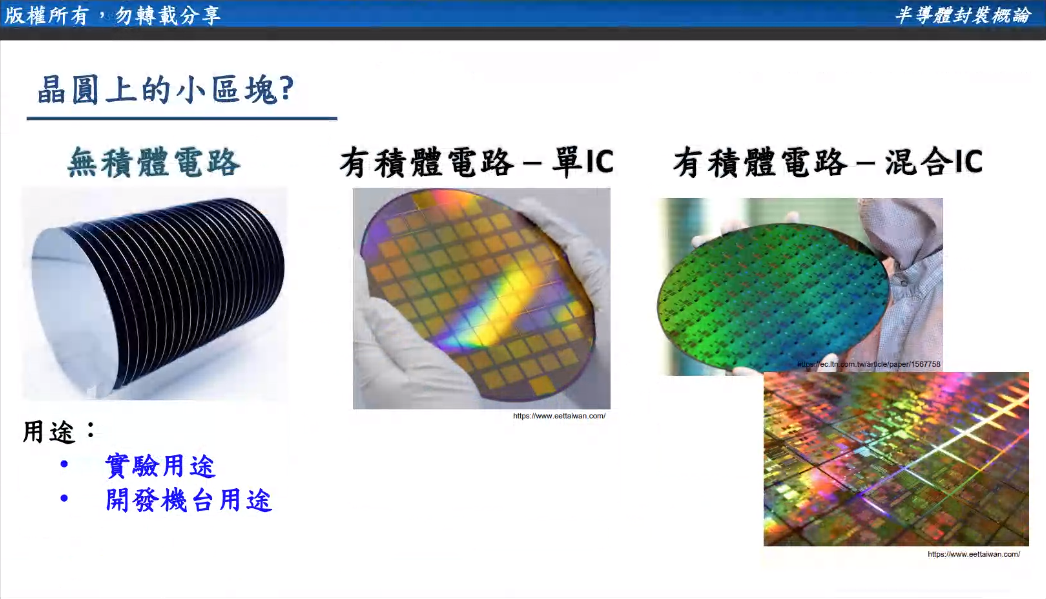 版權所有，勿轉載分享
半導體封裝概論
晶圓上的小區塊?
無積體電路
有積體電路 – 單IC
有積體電路 – 混合IC
https://ec.ltn.com.tw/article/paper/1567758
https://www.eettaiwan.com/
用途：
• 實驗用途
• 開發機台用途
https://www.eettaiwan.com/